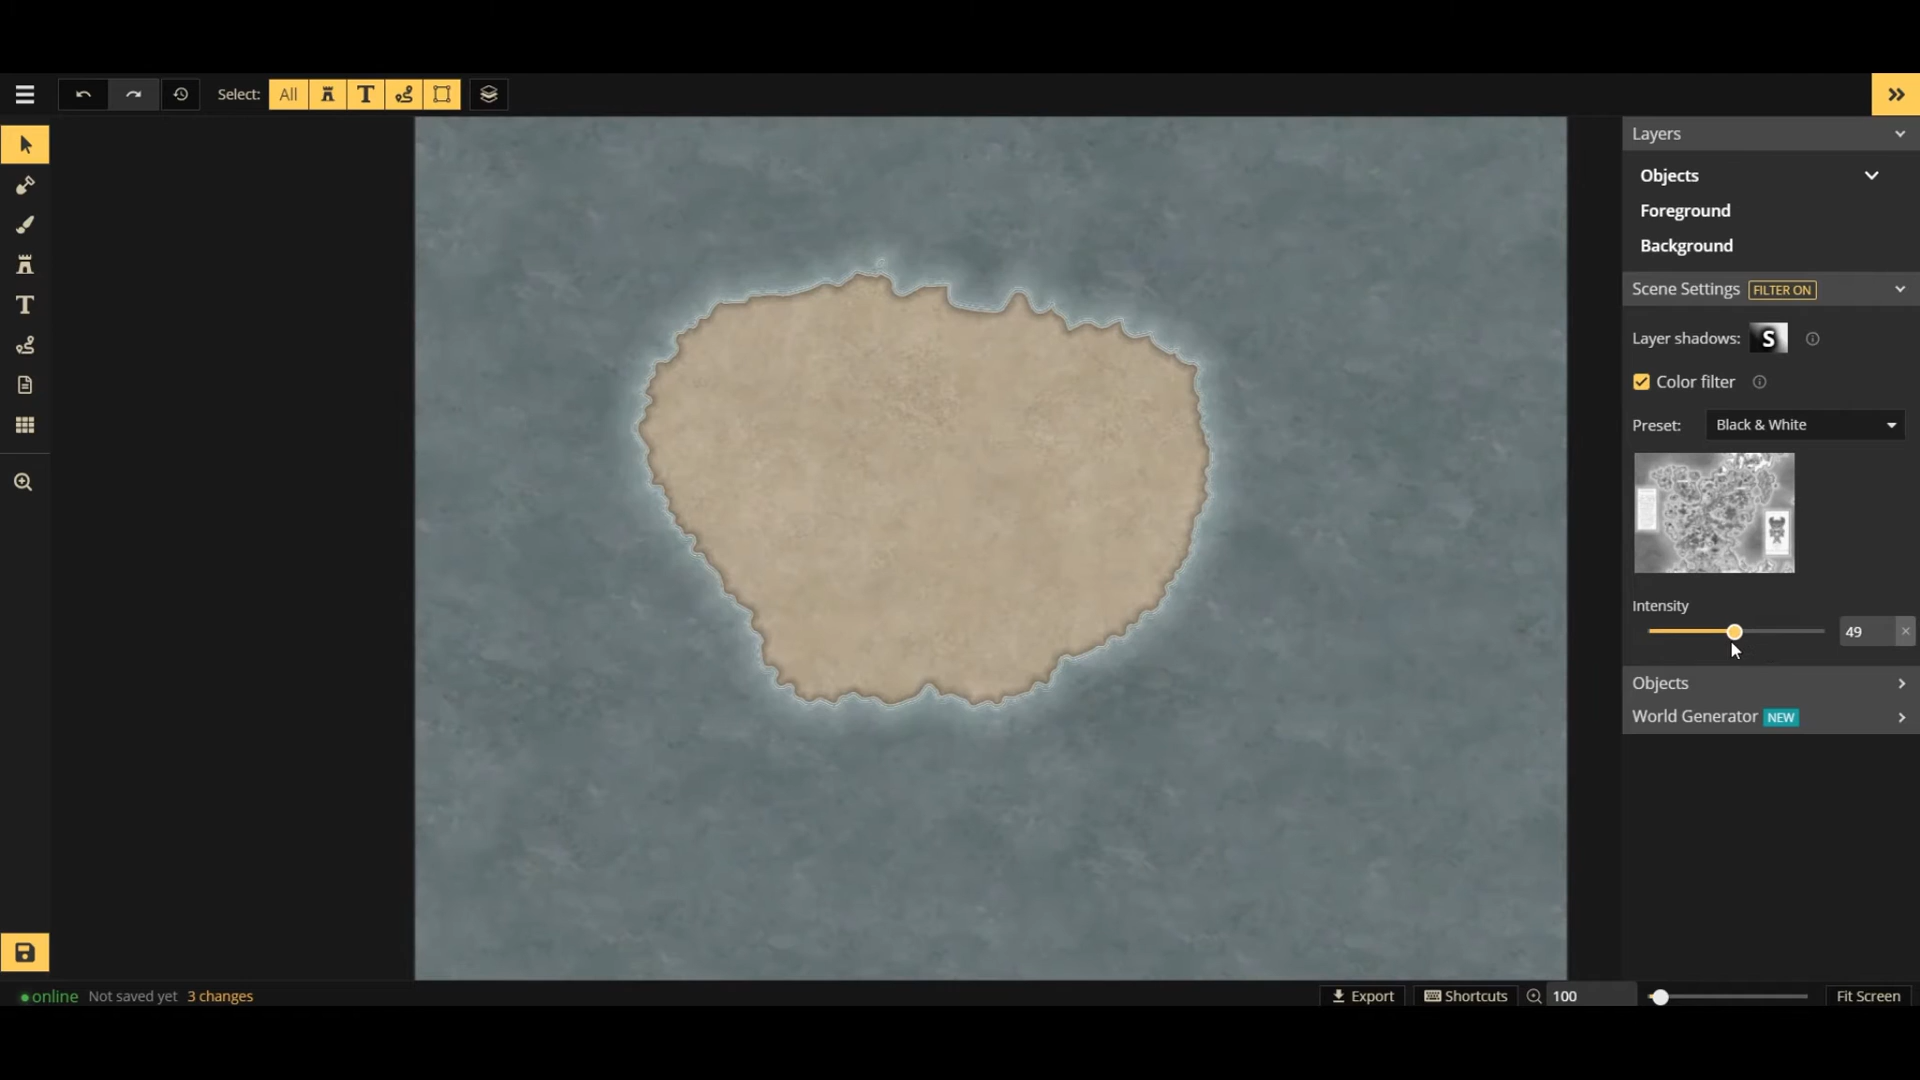 Select: All T
Layers
Objects
Foreground
Background
Scene Settings FILTER ON
Layer shadows: S
Color filter
Preset: Black & White
Intensity
49
Objects
World Generator NEW
T
online Not saved yet 3 changes
Export Shortcuts 100 Fit Screen